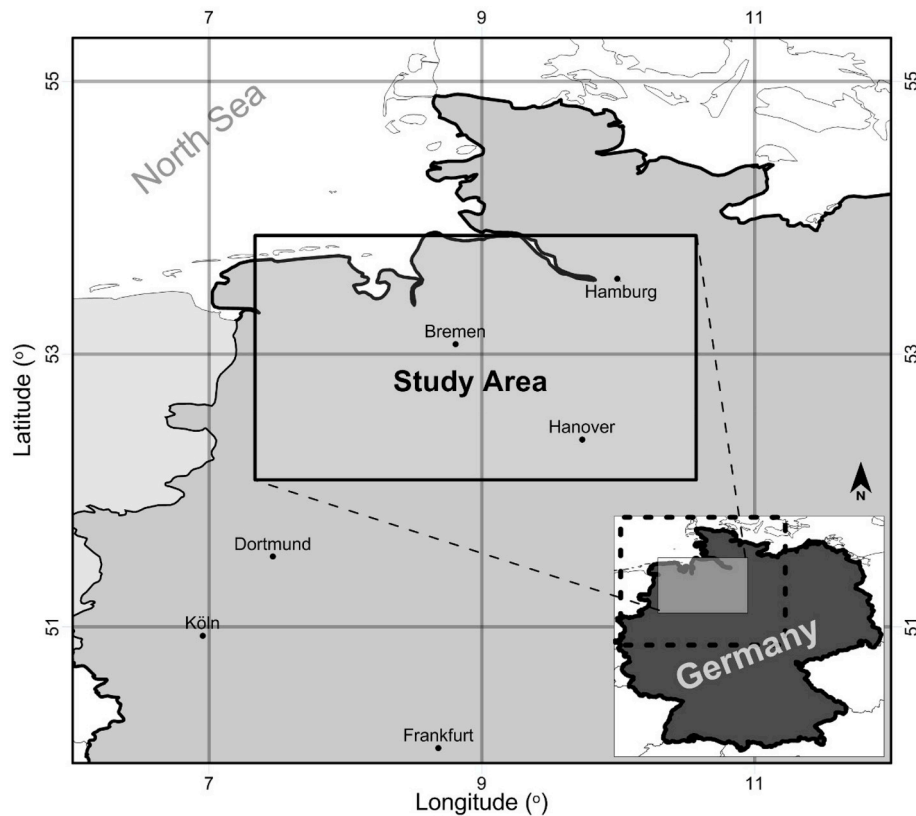 7 9 11
55 55
North Sea
Hamburg
Bremen
53 53
Study Area
Hanover
Latitude (o)
N
Dortmund
Köln
51 51
Germany
Frankfurt
7 9 11
Longitude (o)